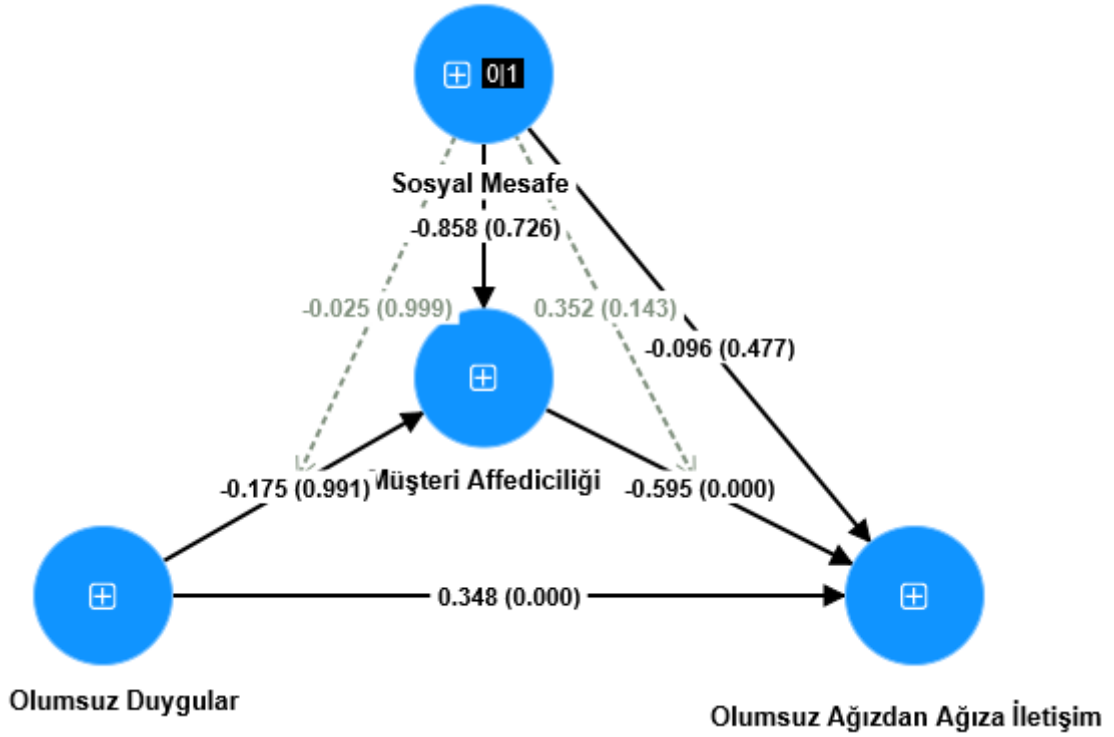 0|1
Sosyal Mesafe
-0.858 (0.726)
-0.025 (0.999)
0.352 (0.143)
-0.096 (0.477)
-0.175 (0.991)
Müşteri Affediciliği
-0.595 (0.000)
0.348 (0.000)
Olumsuz Duygular
Olumsuz Ağızdan Ağıza İletişim